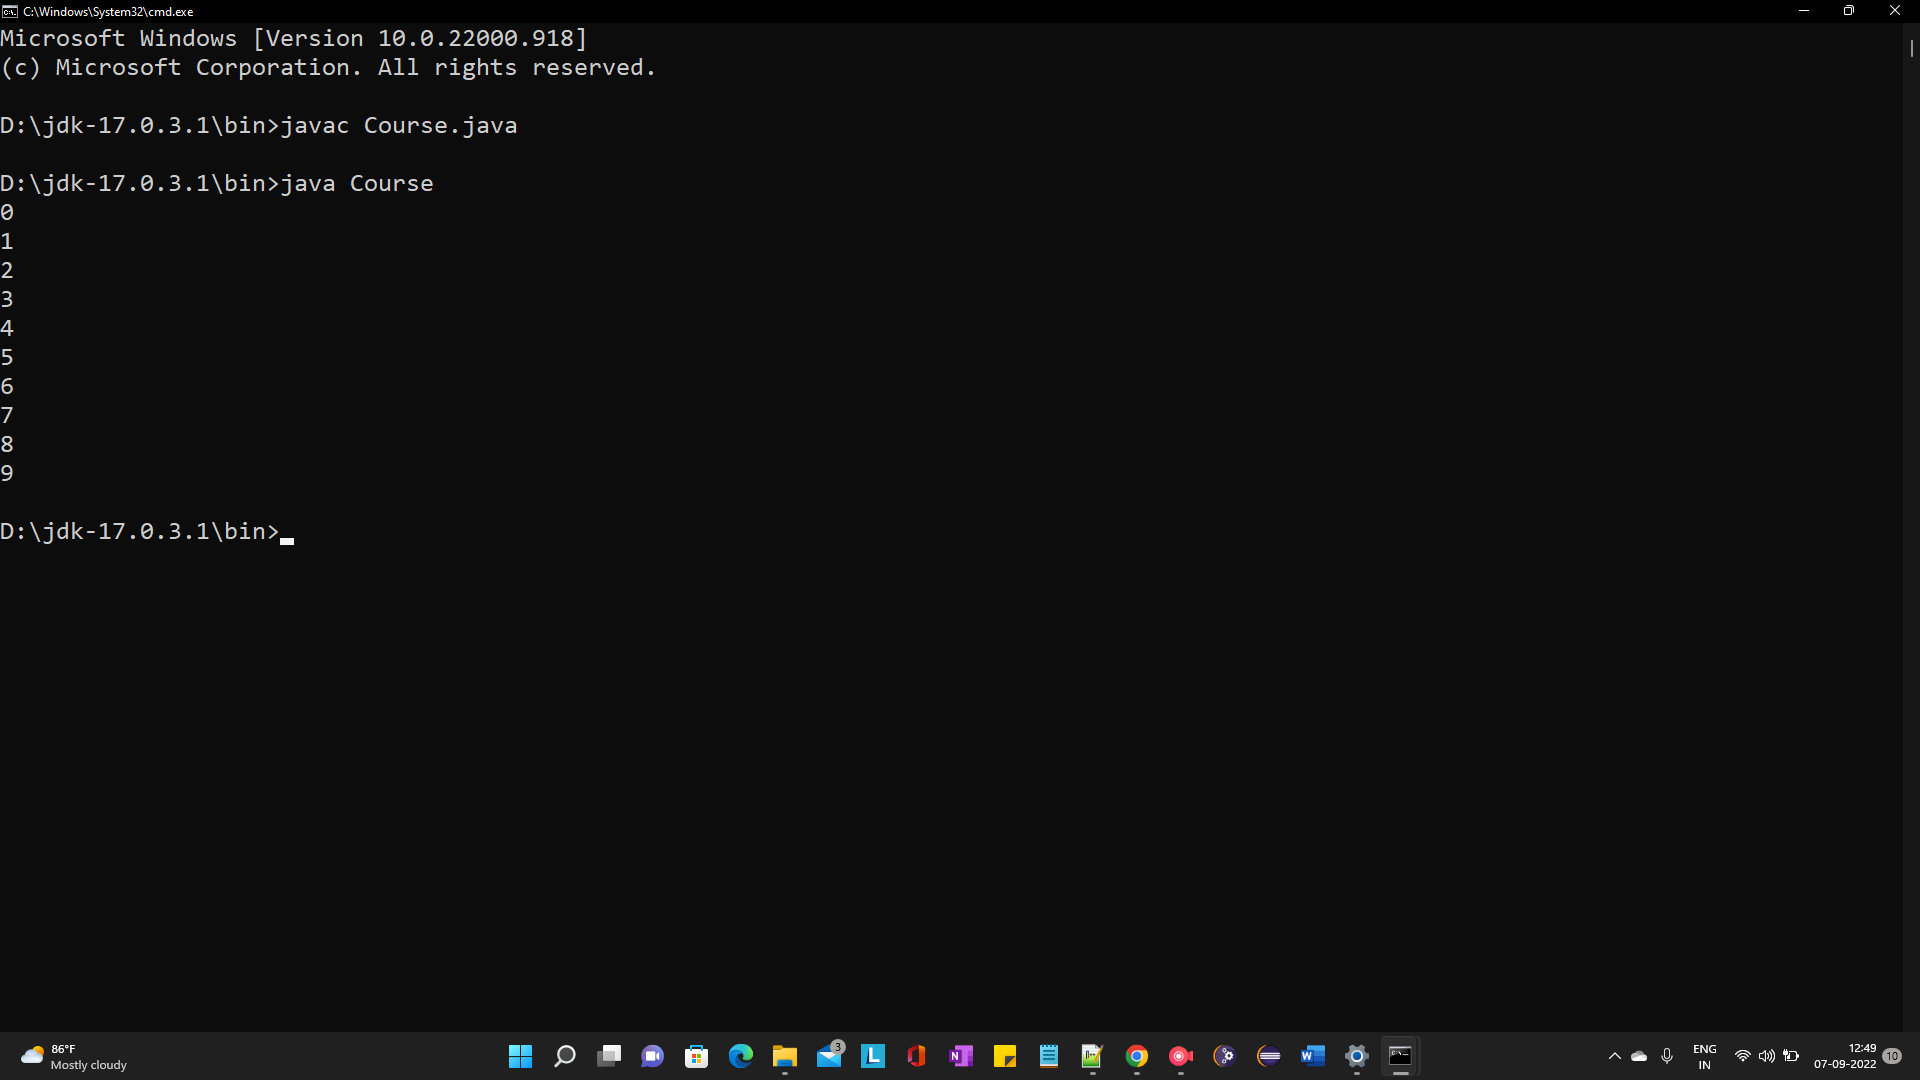 C:\Windows\System32\cmd.exe
Microsoft Windows [Version 10.0.22000.918]
(c) Microsoft Corporation. All rights reserved.
D:\jdk-17.0.3.1\bin>javac Course.java
D:\jdk-17.0.3.1\bin>java Course
0
1
2
3
4
5
6
7
8
9
D:\jdk-17.0.3.1\bin>
86°F
Mostly cloudy
3
L
N
W
ENG
IN
12:49
07-09-2022
10